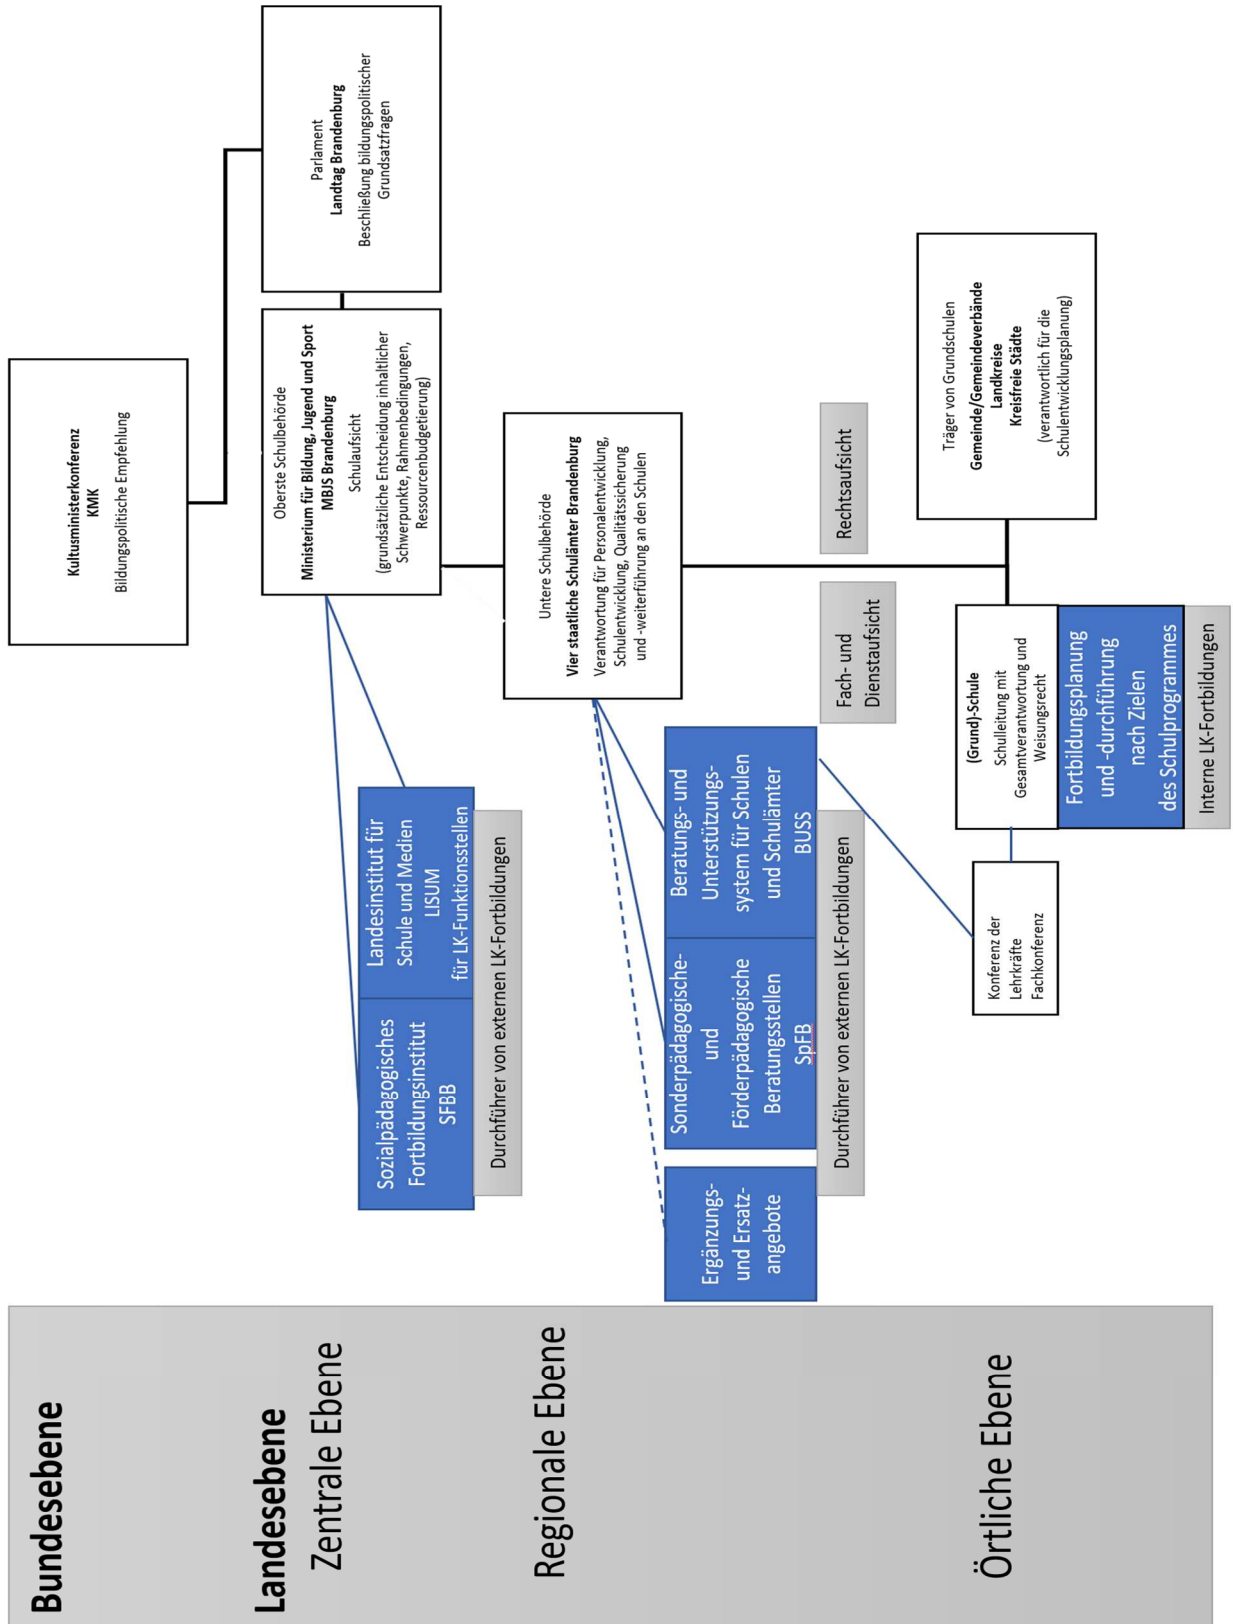 Bundesebene
Kultusministerkonferenz
KMK
Bildungspolitische Empfehlung
Landesebene
Zentrale Ebene
Oberste Schulbehörde
Ministerium für Bildung, Jugend und Sport
MBJS Brandenburg
Schulaufsicht
(grundsätzliche Entscheidung inhaltlicher
Schwerpunkte, Rahmenbedingungen,
Ressourcenbudgetierung)
Parlament
Landtag Brandenburg
Beschließung bildungspolitischer
Grundsatzfragen
Sozialpädagogisches
Fortbildungsinstitut
SFBB
Landesinstitut für
Schule und Medien
LISUM
für LK-Funktionsstellen
Durchführer von externen LK-Fortbildungen
Regionale Ebene
Untere Schulbehörde
Vier staatliche Schulämter Brandenburg
Verantwortung für Personalentwicklung,
Schulentwicklung, Qualitätssicherung
und -weiterführung an den Schulen
Ergänzungs-
und Ersatz-
angebote
Sonderpädagogische-
und
Förderpädagogische
Beratungsstellen
SpFB
Beratungs- und
Unterstützungs-
system für Schulen
und Schulämter
BUSS
Durchführer von externen LK-Fortbildungen
Fach- und
Dienstaufsicht
Rechtsaufsicht
Örtliche Ebene
Konferenz der
Lehrkräfte
Fachkonferenz
(Grund)-Schule
Schulleitung mit
Gesamtverantwortung und
Weisungsrecht
Fortbildungsplanung
und -durchführung
nach Zielen
des Schulprogrammes
Interne LK-Fortbildungen
Träger von Grundschulen
Gemeinde/Gemeindeverbände
Landkreise
Kreisfreie Städte
(verantwortlich für die
Schulentwicklungsplanung)